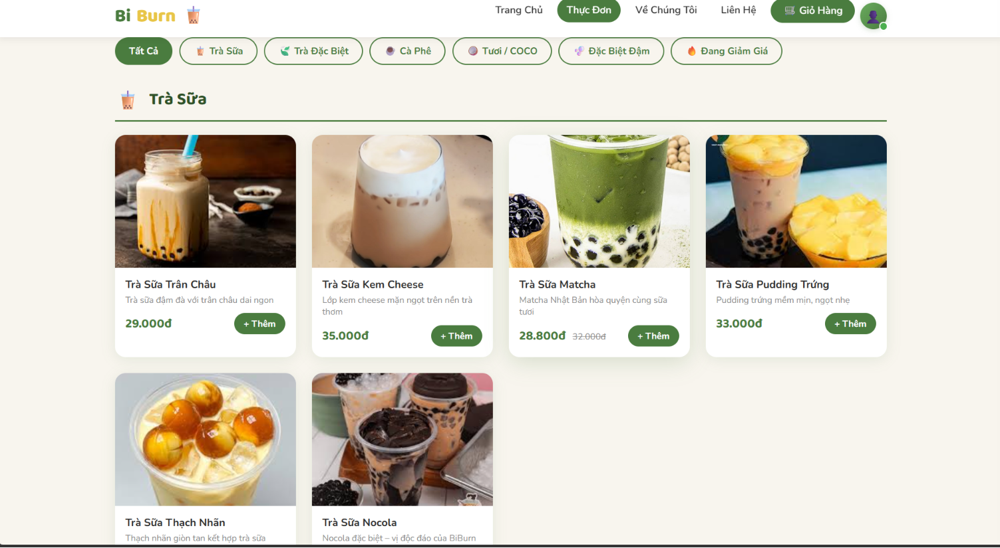 Bi Burn
Trang Chủ
Thực Đơn
Về Chúng Tôi
Liên Hệ
Giỏ Hàng
Tất Cả
Trà Sữa
Trà Đặc Biệt
Cà Phê
Tươi / COCO
Đặc Biệt Đậm
Đang Giảm Giá
Trà Sữa
Trà Sữa Trân Châu
Trà sữa đậm đà với trân châu dai ngon
29.000đ
+ Thêm
Trà Sữa Kem Cheese
Lớp kem cheese mặn ngọt trên nền trà
thơm
35.000đ
+ Thêm
Trà Sữa Matcha
Matcha Nhật Bản hòa quyện cùng sữa
tươi
28.800đ 32.000đ
+ Thêm
Trà Sữa Pudding Trứng
Pudding trứng mềm mịn, ngọt nhẹ
33.000đ
+ Thêm
Trà Sữa Thạch Nhãn
Thạch nhãn giòn tan kết hợp trà sữa
Trà Sữa Nocola
Nocola đặc biệt – vị độc đáo của BiBurn